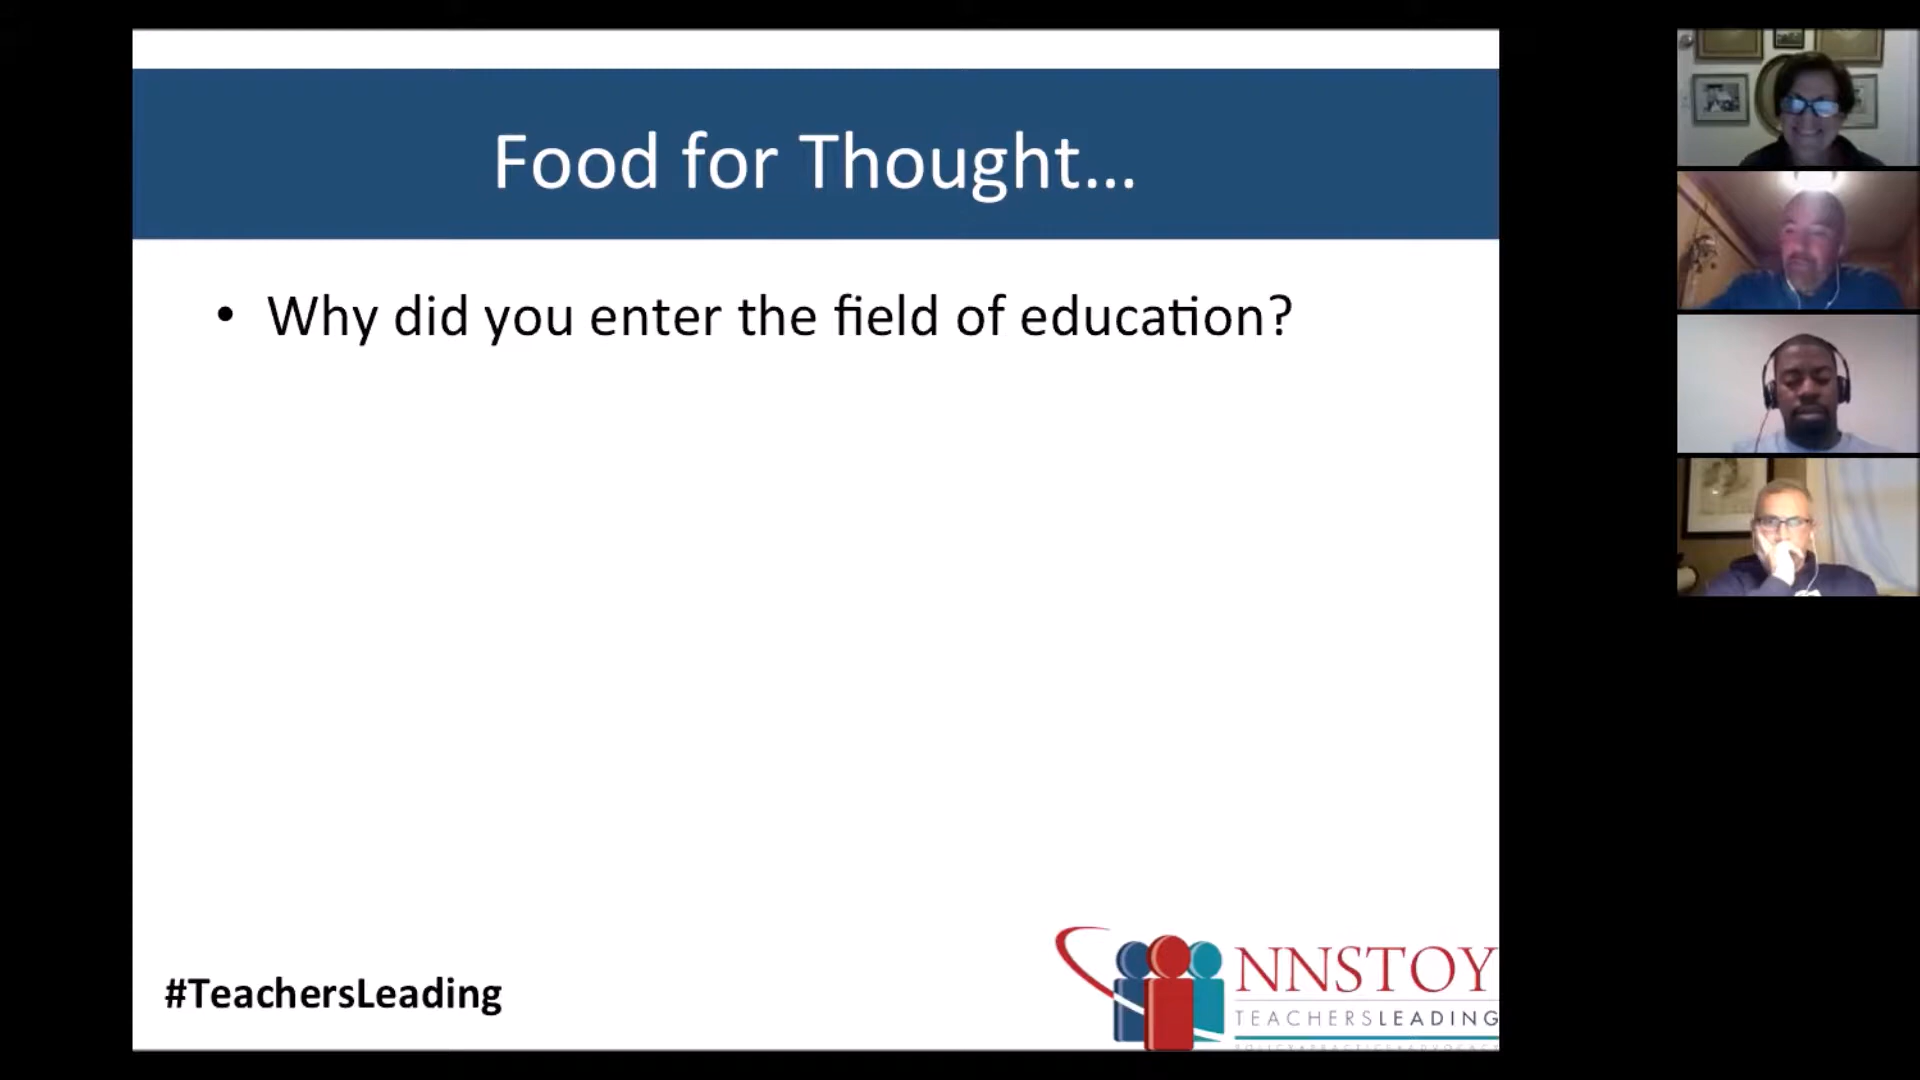 Food for Thought...
• Why did you enter the field of education?
#TeachersLeading
NNSTOY
TEACHERSLEADING